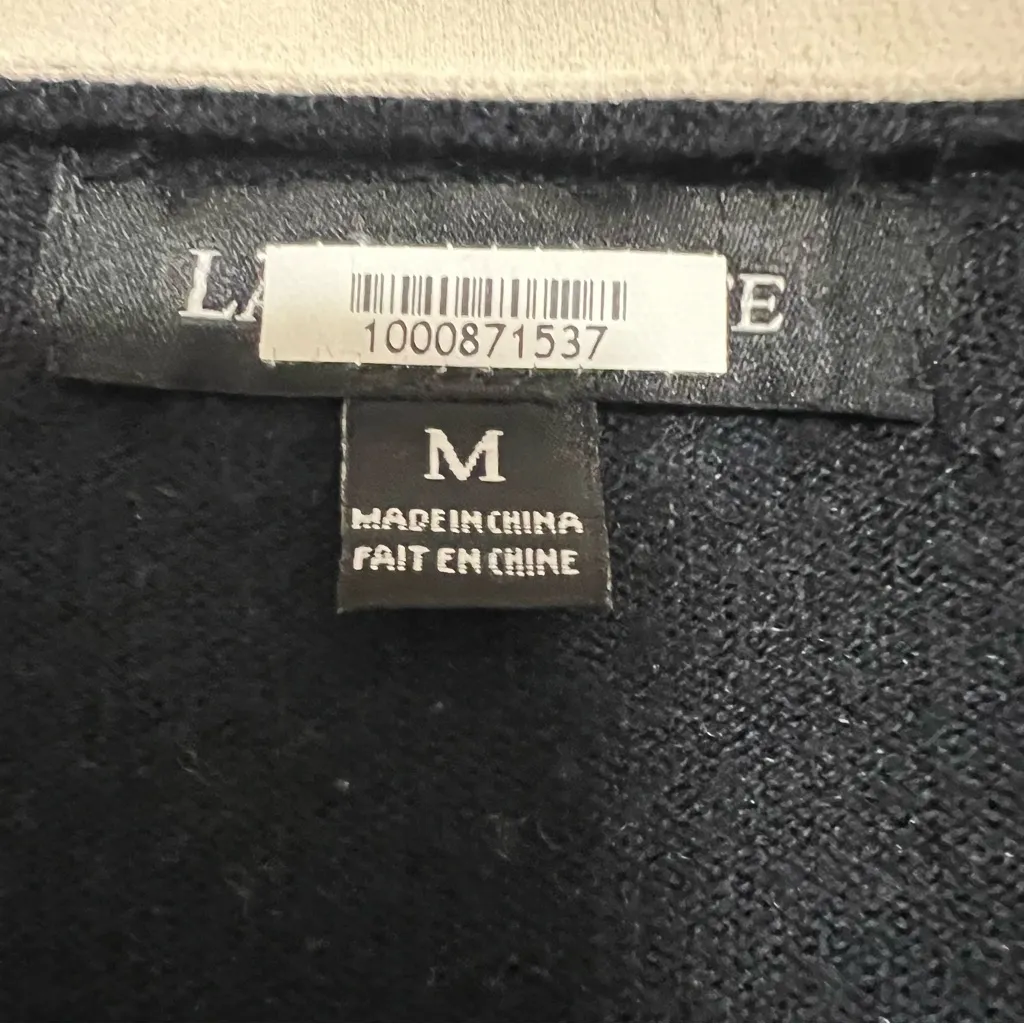 1000871537
M
MADE IN CHINA
FAIT EN CHINE